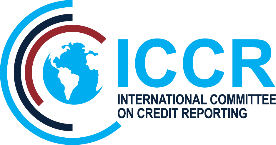 ICCR
INTERNATIONAL COMMITTEE
ON CREDIT REPORTING